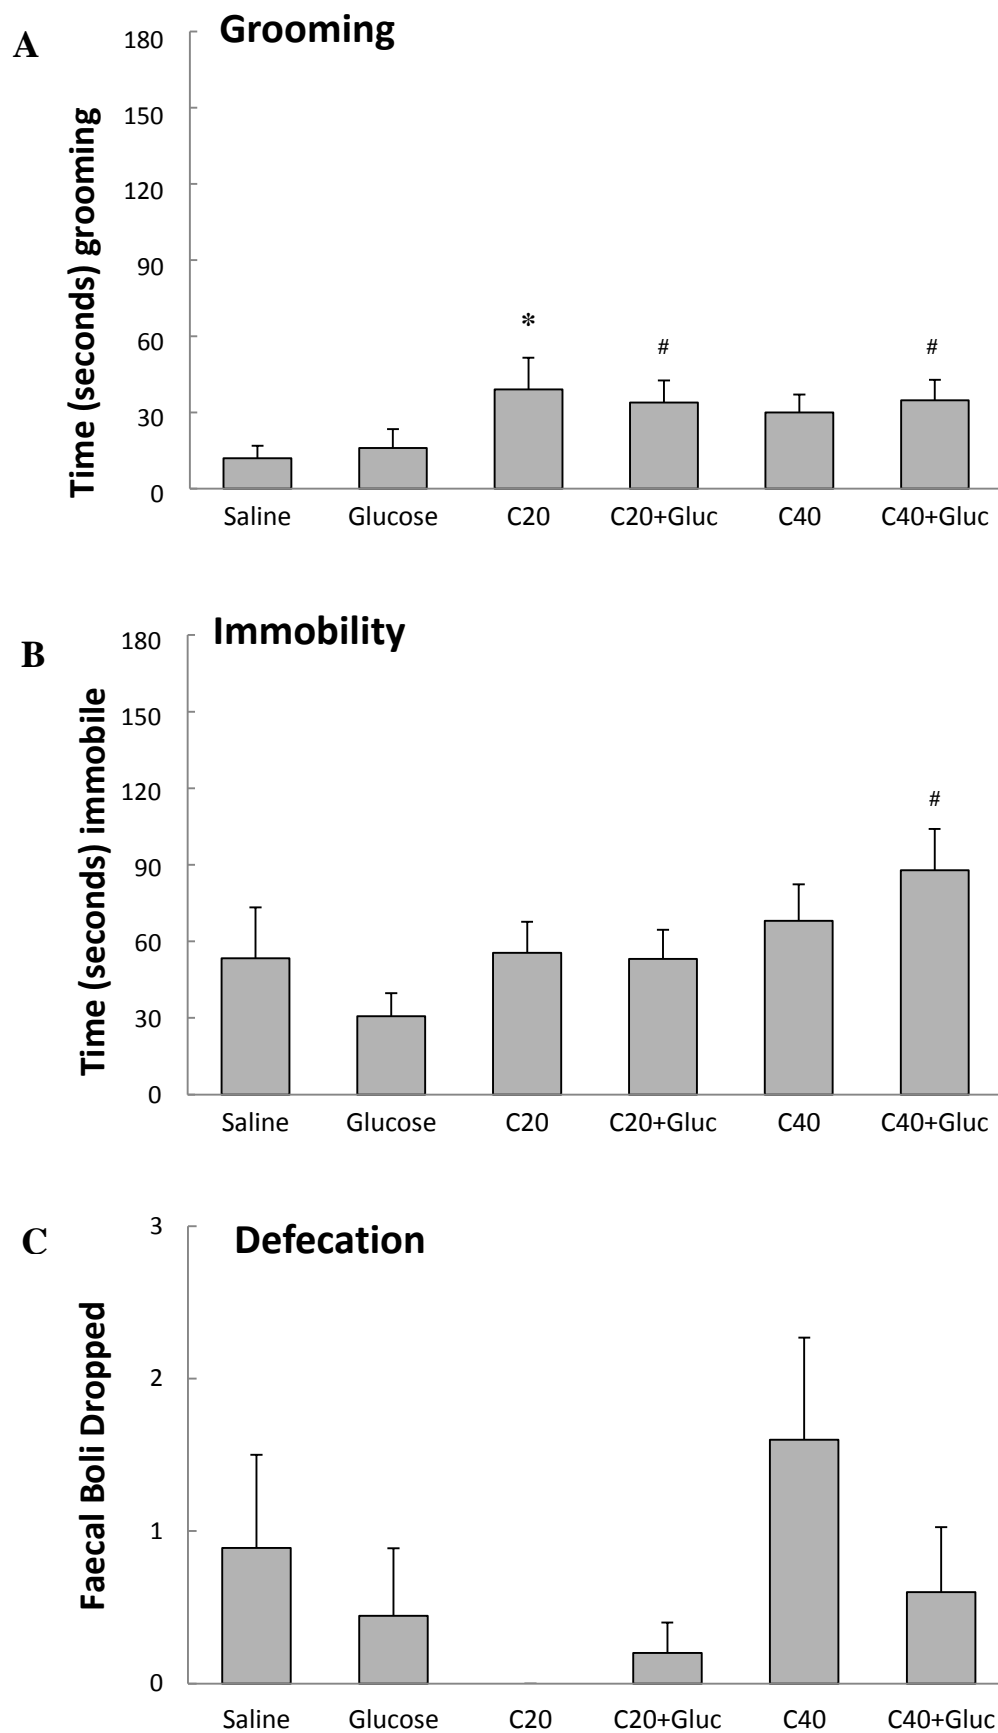 A
Grooming
Time (seconds) grooming
180
150
120
90
60
30
0
*
#
#
Saline Glucose C20 C20+Gluc C40 C40+Gluc
B
Immobility
Time (seconds) immobile
180
150
120
90
60
30
0
#
Saline Glucose C20 C20+Gluc C40 C40+Gluc
C
Defecation
Faecal Boli Dropped
3
2
1
0
Saline Glucose C20 C20+Gluc C40 C40+Gluc